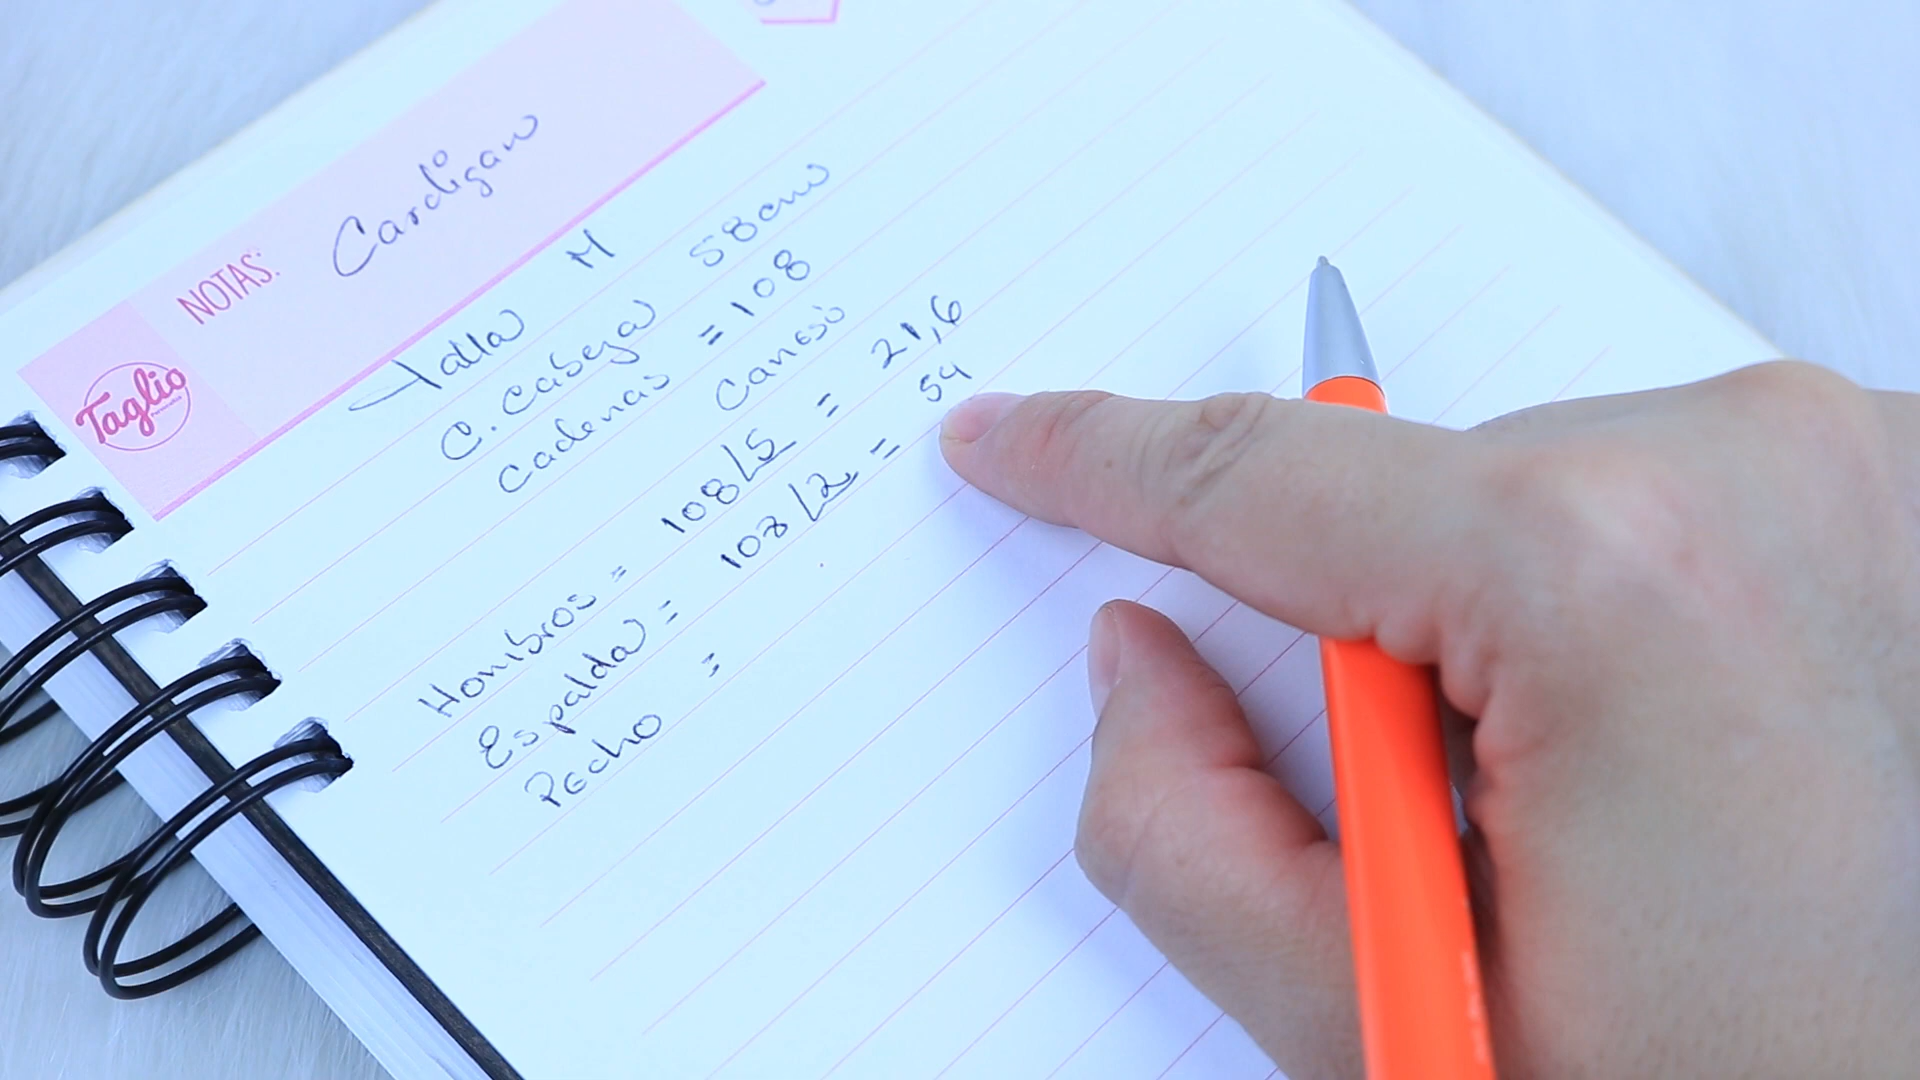 NOTAS: Cardigan
Taglio
Talla M
C. Cabeza 58cm
Cadenas = 108
Canesú
Hombros = 108/5 = 21,6
Espalda = 108/2 = 54
Pecho =